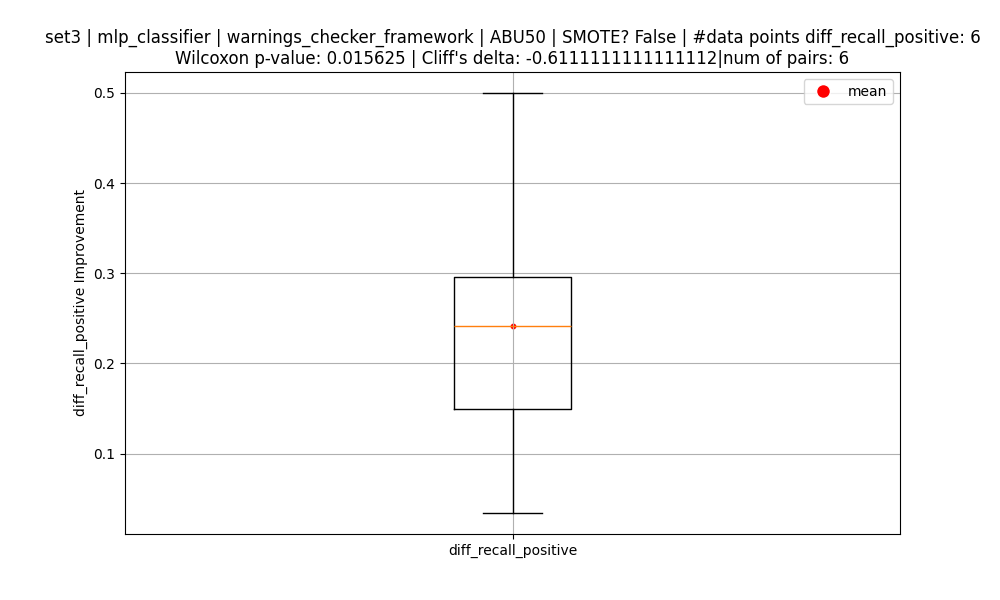 set3 | mlp_classifier | warnings_checker_framework | ABU50 | SMOTE? False | #data points diff_recall_positive: 6
Wilcoxon p-value: 0.015625 | Cliff's delta: -0.6111111111111112|num of pairs: 6
mean
0.5
0.4
0.3
0.2
0.1
diff_recall_positive Improvement
diff_recall_positive